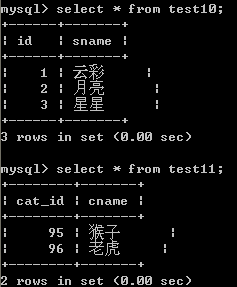 mysql> select * from test10;
+------+-------+
| id   | sname |
+------+-------+
|    1 | 云彩      |
|    2 | 月亮       |
|    3 | 星星       |
+------+-------+
3 rows in set (0.00 sec)
mysql> select * from test11;
+--------+-------+
| cat_id | cname |
+--------+-------+
|     95 | 猴子       |
|     96 | 老虎      |
+--------+-------+
2 rows in set (0.00 sec)